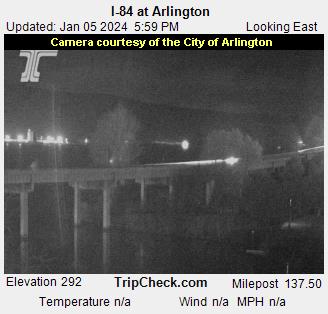 I-84 at Arlington
Updated: Jan 05 2024 5:59 PM Looking East
Camera courtesy of the City of Arlington
Elevation 292 TripCheck.com Milepost 137.50
Temperature n/a Wind n/a MPH n/a